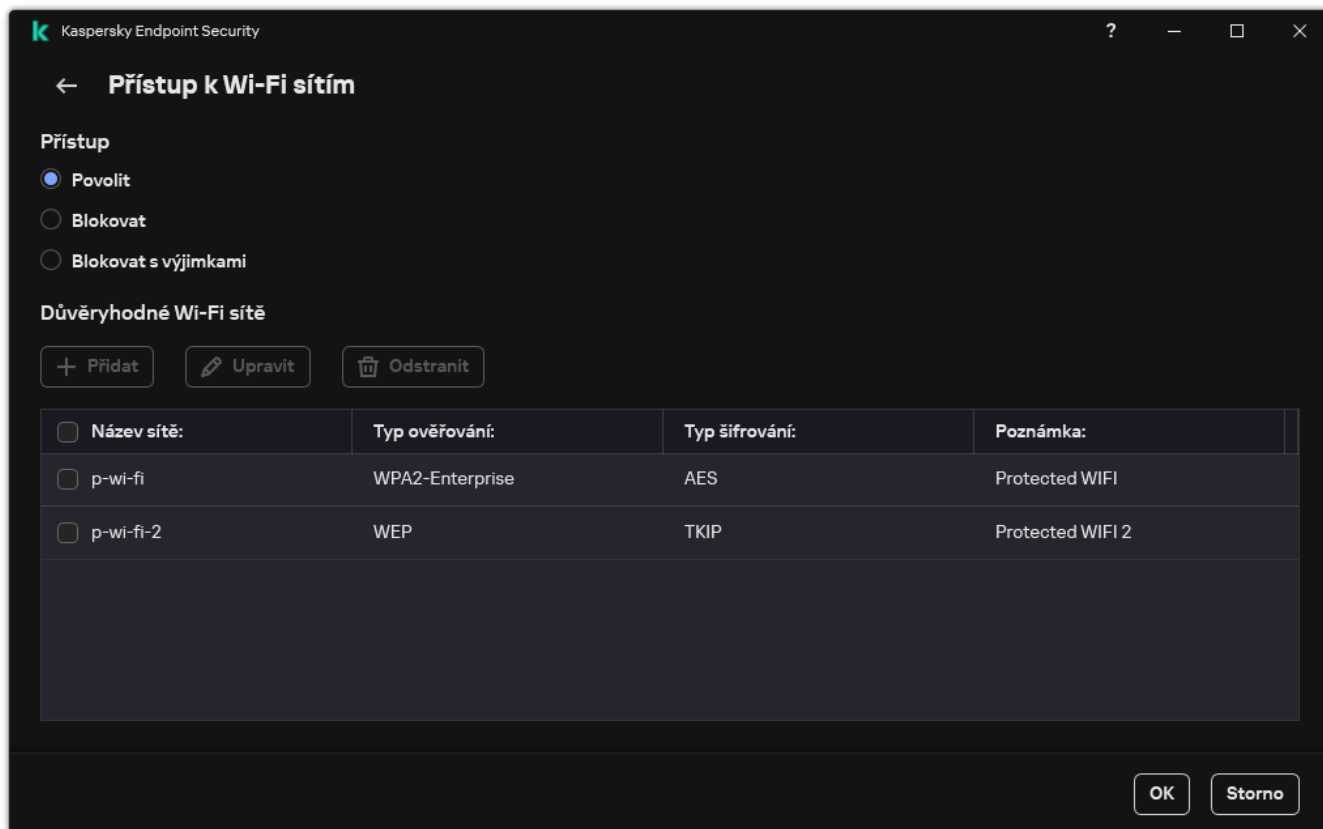 Kaspersky Endpoint Security ?
Přístup k Wi-Fi sítím
Přístup
Povolit
Blokovat
Blokovat s výjimkami
Důvěryhodné Wi-Fi sítě
Přidat Upravit Odstranit
Název sítě: Typ ověřování: Typ šifrování: Poznámka:
p-wi-fi WPA2-Enterprise AES Protected WIFI
p-wi-fi-2 WEP TKIP Protected WIFI 2
OK Storno